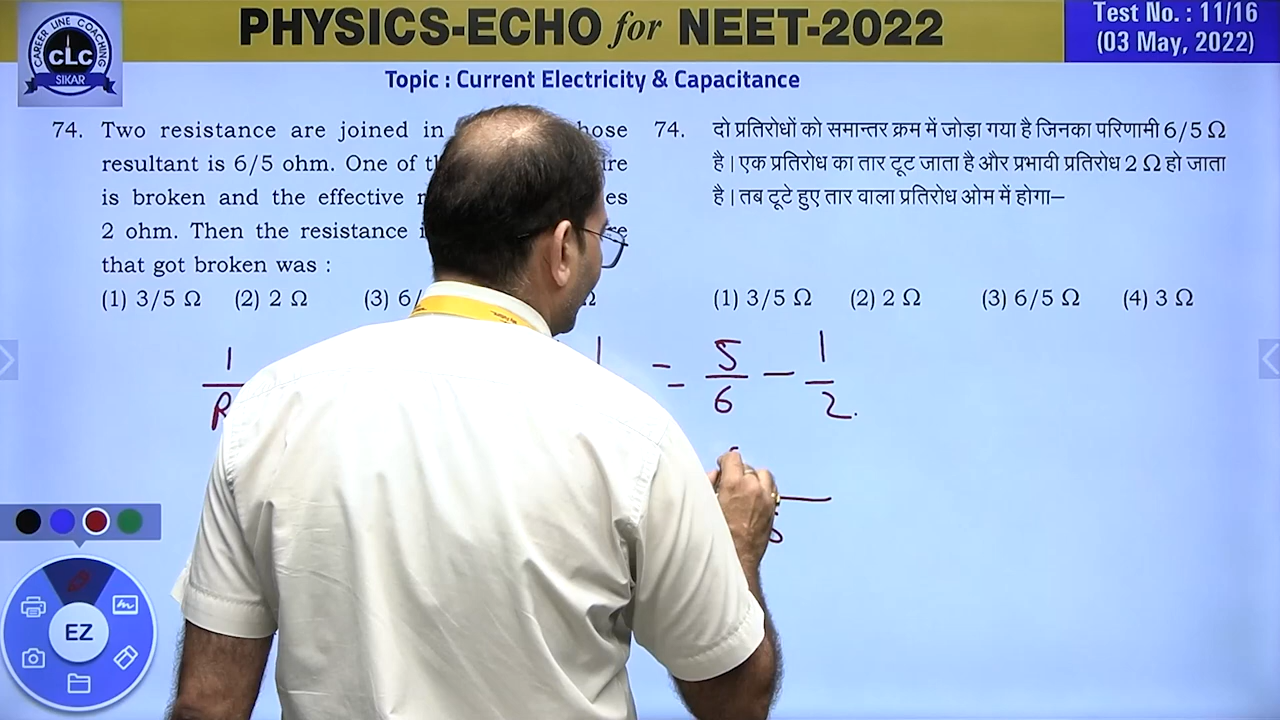 PHYSICS-ECHO for NEET-2022
Test No. : 11/16
(03 May, 2022)
CAREER LINE COACHING
CLC
SIKAR
Topic : Current Electricity & Capacitance
74. Two resistance are joined in
resultant is 6/5 ohm. One of
is broken and the effective
2 ohm. Then the resistance
that got broken was :
(1) 3/5 Ω (2) 2 Ω (3) Ω
74. दो प्रतिरोधों को समान्तर क्रम में जोड़ा गया है जिनका परिणामी 6/5 Ω
है। एक प्रतिरोध का तार टूट जाता है और प्रभावी प्रतिरोध 2 Ω हो जाता
है। तब टूटे हुए तार वाला प्रतिरोध ओम में होगा–
(1) 3/5 Ω (2) 2 Ω (3) 6/5 Ω (4) 3 Ω
1/R = 5/6 - 1/2
EZ